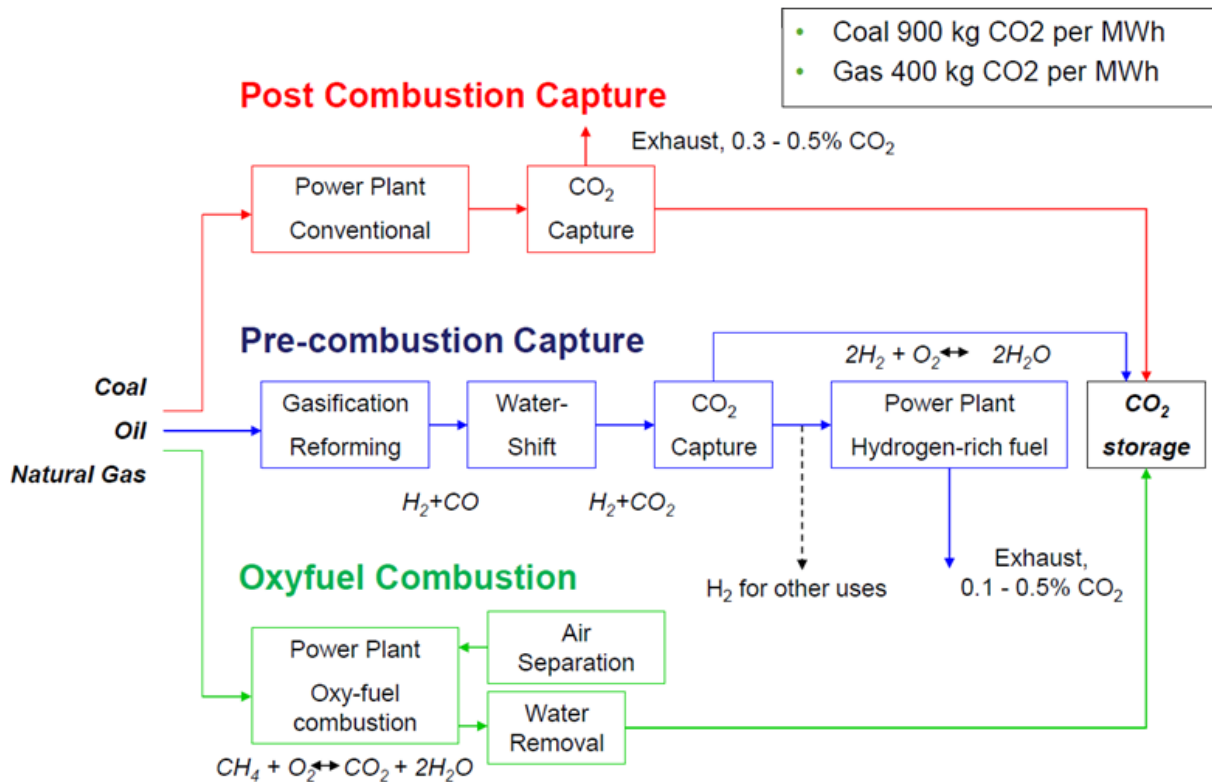 • Coal 900 kg CO2 per MWh
• Gas 400 kg CO2 per MWh
Post Combustion Capture
Exhaust, 0.3 - 0.5% CO₂
Power Plant
Conventional
CO₂
Capture
Pre-combustion Capture
2H₂ + O₂↔ 2H₂O
Coal
Oil
Natural Gas
Gasification
Reforming
Water-
Shift
CO₂
Capture
Power Plant
Hydrogen-rich fuel
CO₂
storage
H₂+CO
H₂+CO₂
H₂ for other uses
Exhaust,
0.1 - 0.5% CO₂
Oxyfuel Combustion
Power Plant
Oxy-fuel
combustion
Air
Separation
Water
Removal
CH₄ + O₂↔CO₂ + 2H₂O